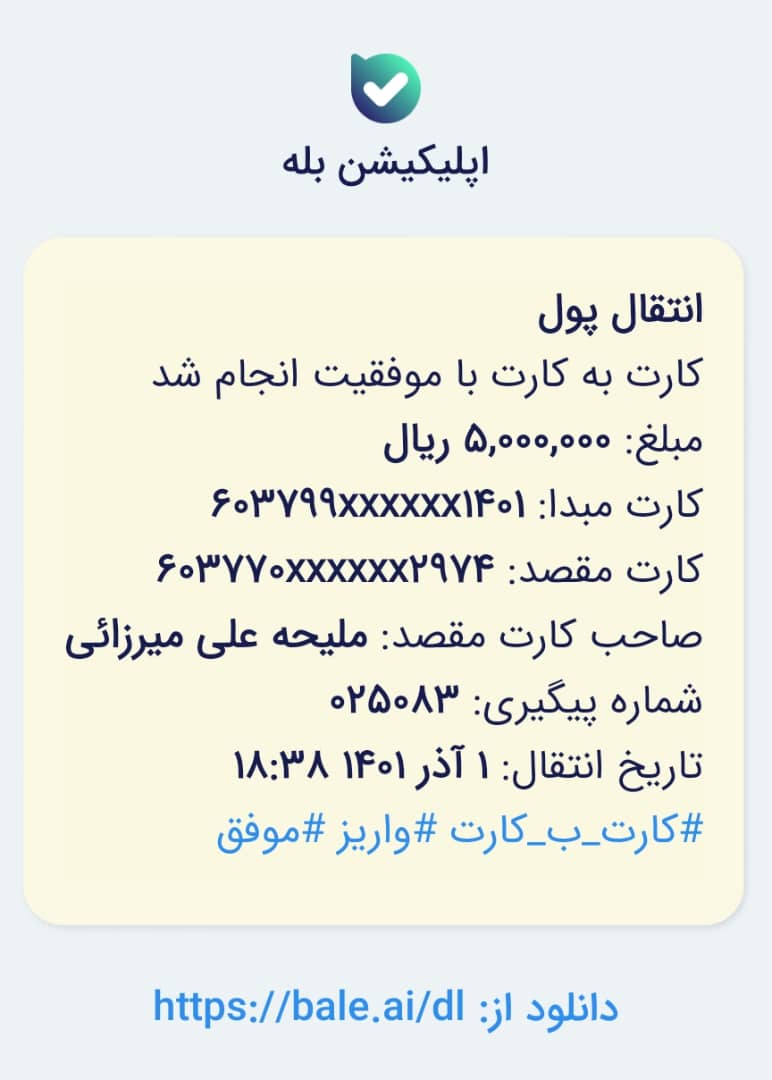 اپلیکیشن بله
انتقال پول
کارت به کارت با موفقیت انجام شد
مبلغ: ۵,۰۰۰,۰۰۰ ریال
کارت مبدا: ۶۰۳۷۹۹xxxxxx۱۴۰۱
کارت مقصد: ۶۰۳۷۷۰xxxxxx۲۹۷۴
صاحب کارت مقصد: ملیحه علی میرزائی
شماره پیگیری: ۰۲۵۰۸۳
تاریخ انتقال: ۱ آذر ۱۴۰۱ ۱۸:۳۸
#کارت_ب_کارت #واریز #موفق
دانلود از: https://bale.ai/dl